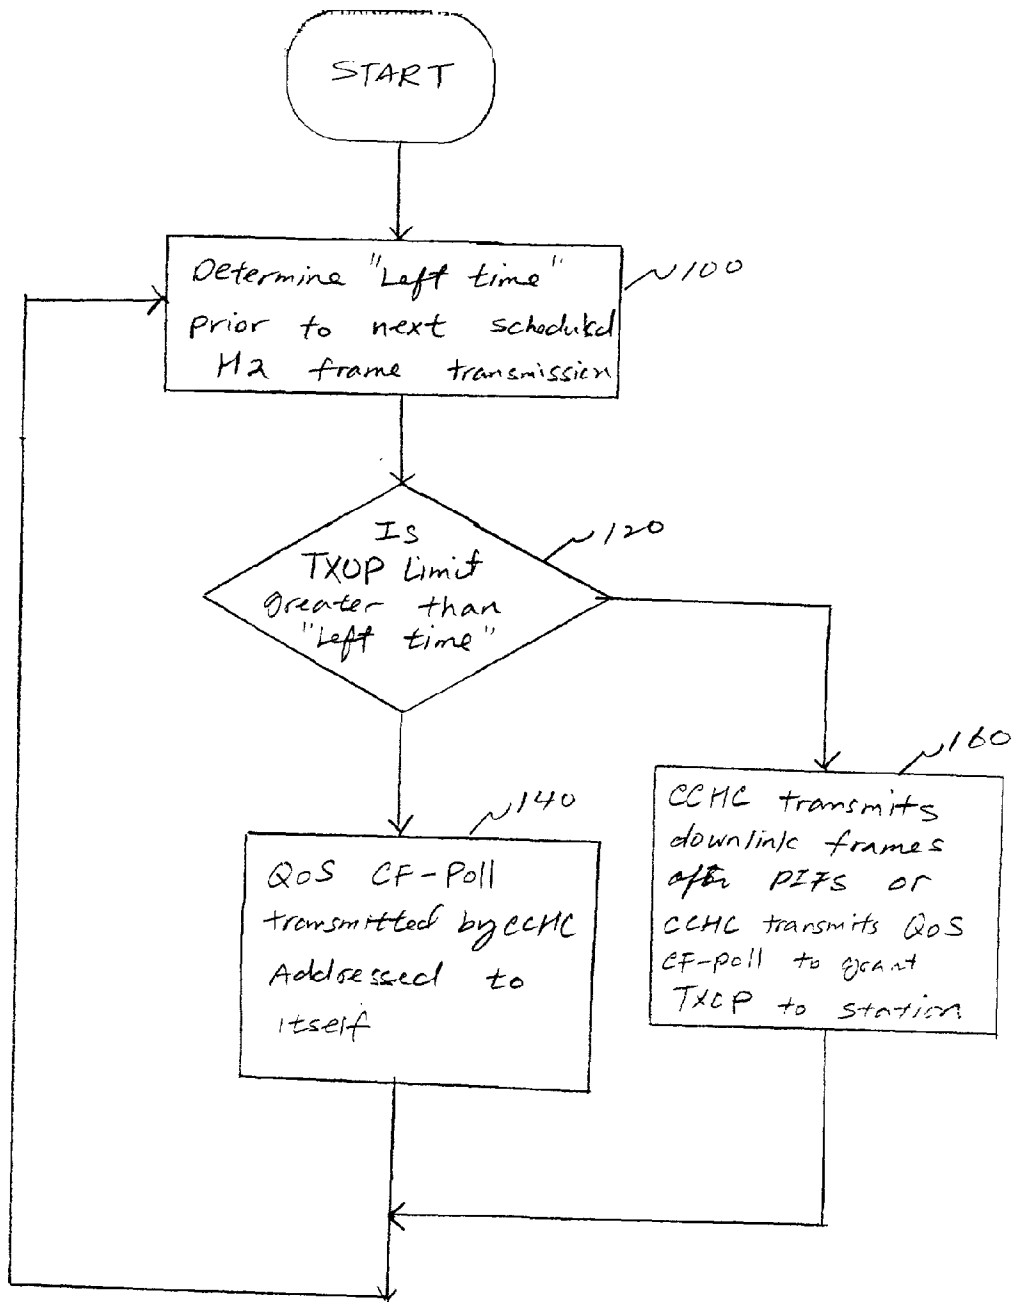 START
Determine "Left time"
prior to next scheduled
H2 frame transmission
100
Is
TXOP Limit
greater than
"Left time"
120
QoS CF-Poll
transmitted by CCHC
Addressed to
itself
140
CCHC transmits
downlink frames
after PIFS or
CCHC transmits QoS
CF-Poll to grant
TXOP to station
160